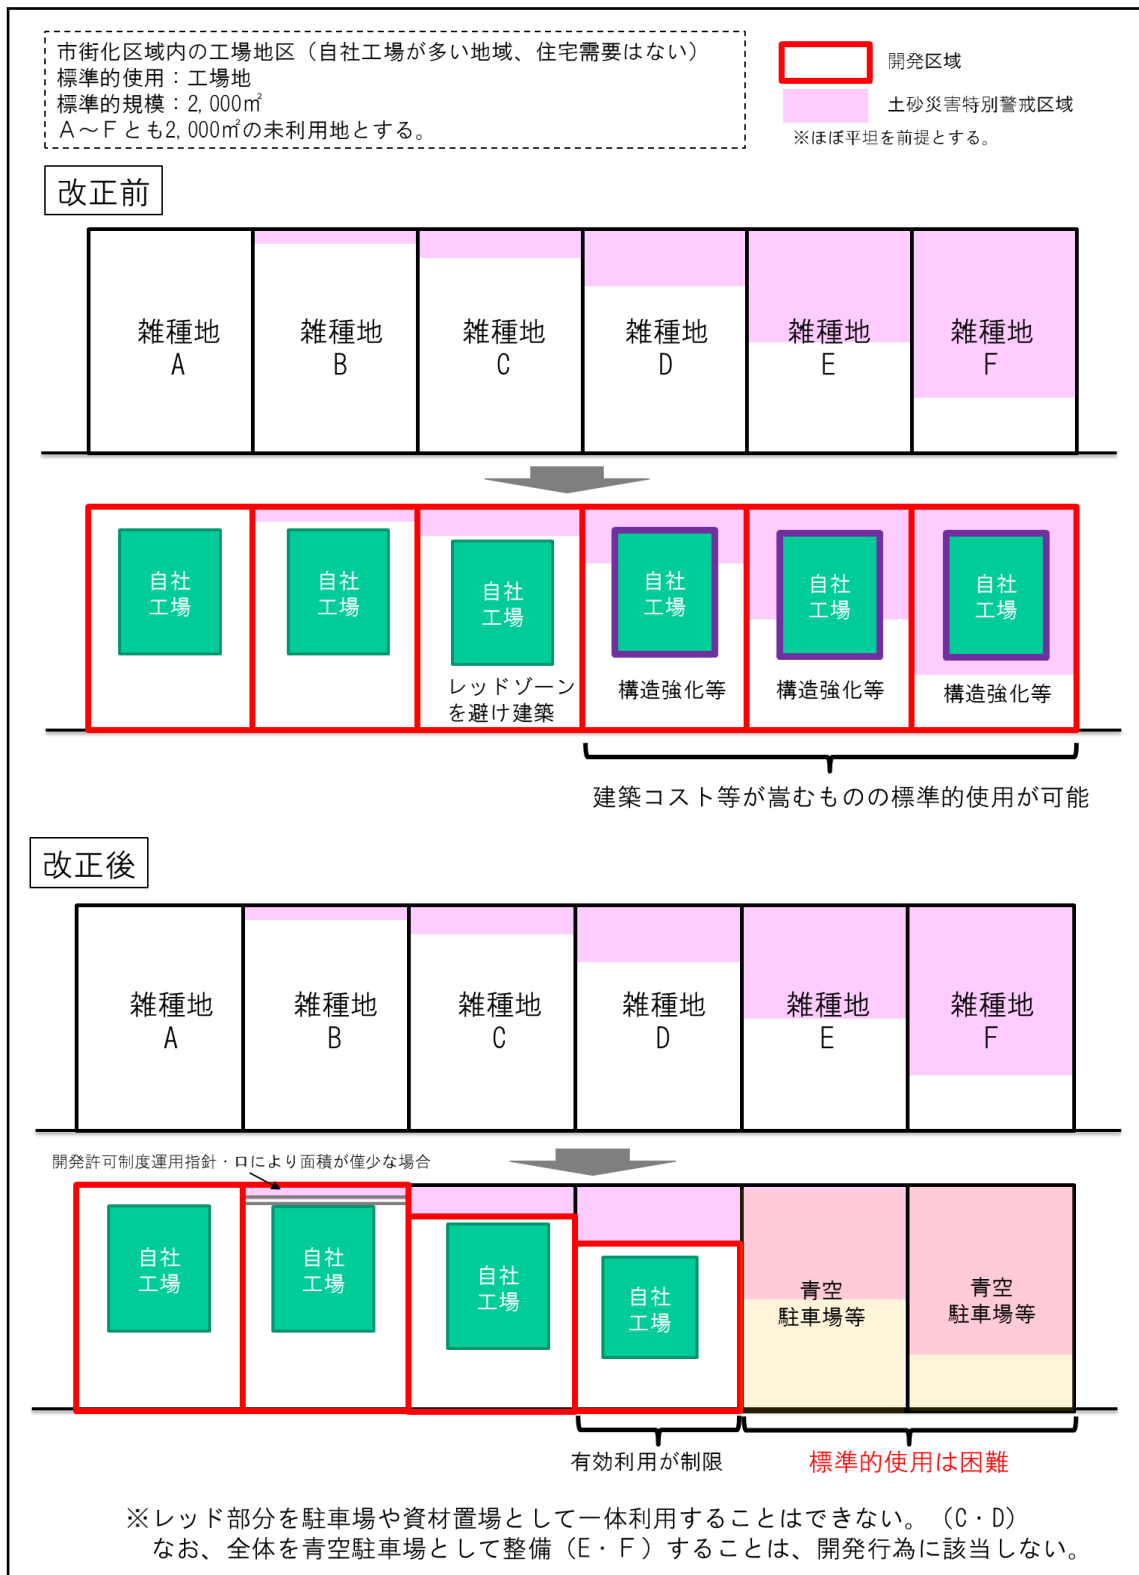 市街化区域内の工場地区（自社工場が多い地域、住宅需要はない）
標準的使用：工場地
標準的規模：2,000㎡
A～Fとも2,000㎡の未利用地とする。
開発区域
土砂災害特別警戒区域
※ほぼ平坦を前提とする。
改正前
雑種地
A
雑種地
B
雑種地
C
雑種地
D
雑種地
E
雑種地
F
自社
工場
自社
工場
自社
工場
自社
工場
自社
工場
自社
工場
レッドゾーン
を避け建築
構造強化等
構造強化等
構造強化等
建築コスト等が嵩むものの標準的使用が可能
改正後
雑種地
A
雑種地
B
雑種地
C
雑種地
D
雑種地
E
雑種地
F
開発許可制度運用指針・ロにより面積が僅少な場合
自社
工場
自社
工場
自社
工場
自社
工場
青空
駐車場等
青空
駐車場等
有効利用が制限
標準的使用は困難
※レッド部分を駐車場や資材置場として一体利用することはできない。（C・D）
なお、全体を青空駐車場として整備（E・F）することは、開発行為に該当しない。